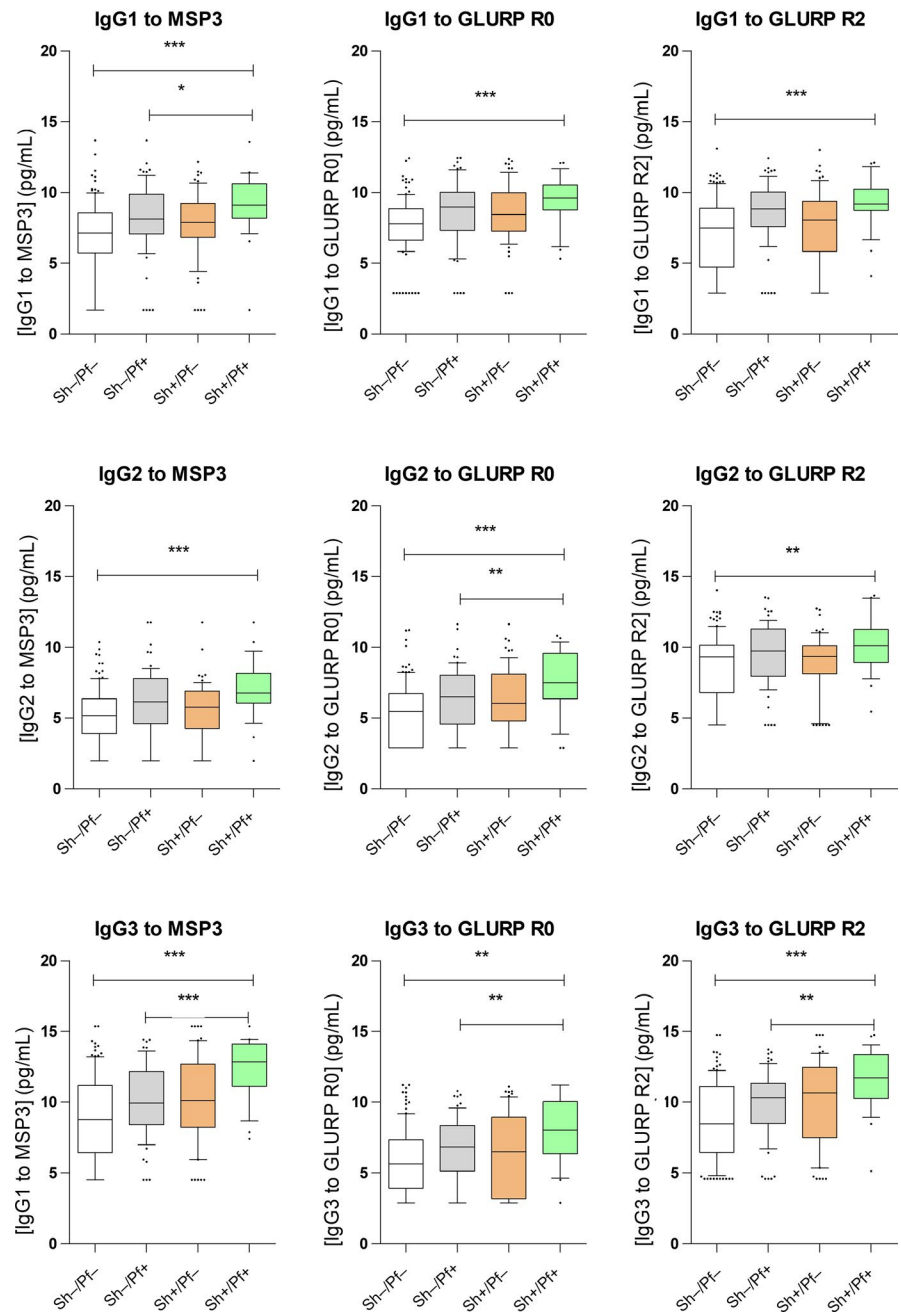 IgG1 to MSP3
***
*
[IgG1 to MSP3] (pg/mL)
20
15
10
5
0
Sh–/Pf–
Sh–/Pf+
Sh+/Pf–
Sh+/Pf+
IgG1 to GLURP R0
***
[IgG1 to GLURP R0] (pg/mL)
20
15
10
5
0
Sh–/Pf–
Sh–/Pf+
Sh+/Pf–
Sh+/Pf+
IgG1 to GLURP R2
***
[IgG1 to GLURP R2] (pg/mL)
20
15
10
5
0
Sh–/Pf–
Sh–/Pf+
Sh+/Pf–
Sh+/Pf+
IgG2 to MSP3
***
[IgG2 to MSP3] (pg/mL)
20
15
10
5
0
Sh–/Pf–
Sh–/Pf+
Sh+/Pf–
Sh+/Pf+
IgG2 to GLURP R0
***
**
[IgG2 to GLURP R0] (pg/mL)
20
15
10
5
0
Sh–/Pf–
Sh–/Pf+
Sh+/Pf–
Sh+/Pf+
IgG2 to GLURP R2
**
[IgG2 to GLURP R2] (pg/mL)
20
15
10
5
0
Sh–/Pf–
Sh–/Pf+
Sh+/Pf–
Sh+/Pf+
IgG3 to MSP3
***
***
[IgG1 to MSP3] (pg/mL)
20
15
10
5
0
Sh–/Pf–
Sh–/Pf+
Sh+/Pf–
Sh+/Pf+
IgG3 to GLURP R0
**
**
[IgG3 to GLURP R0] (pg/mL)
20
15
10
5
0
Sh–/Pf–
Sh–/Pf+
Sh+/Pf–
Sh+/Pf+
IgG3 to GLURP R2
***
**
[IgG3 to GLURP R2] (pg/mL)
20
15
10
5
0
Sh–/Pf–
Sh–/Pf+
Sh+/Pf–
Sh+/Pf+